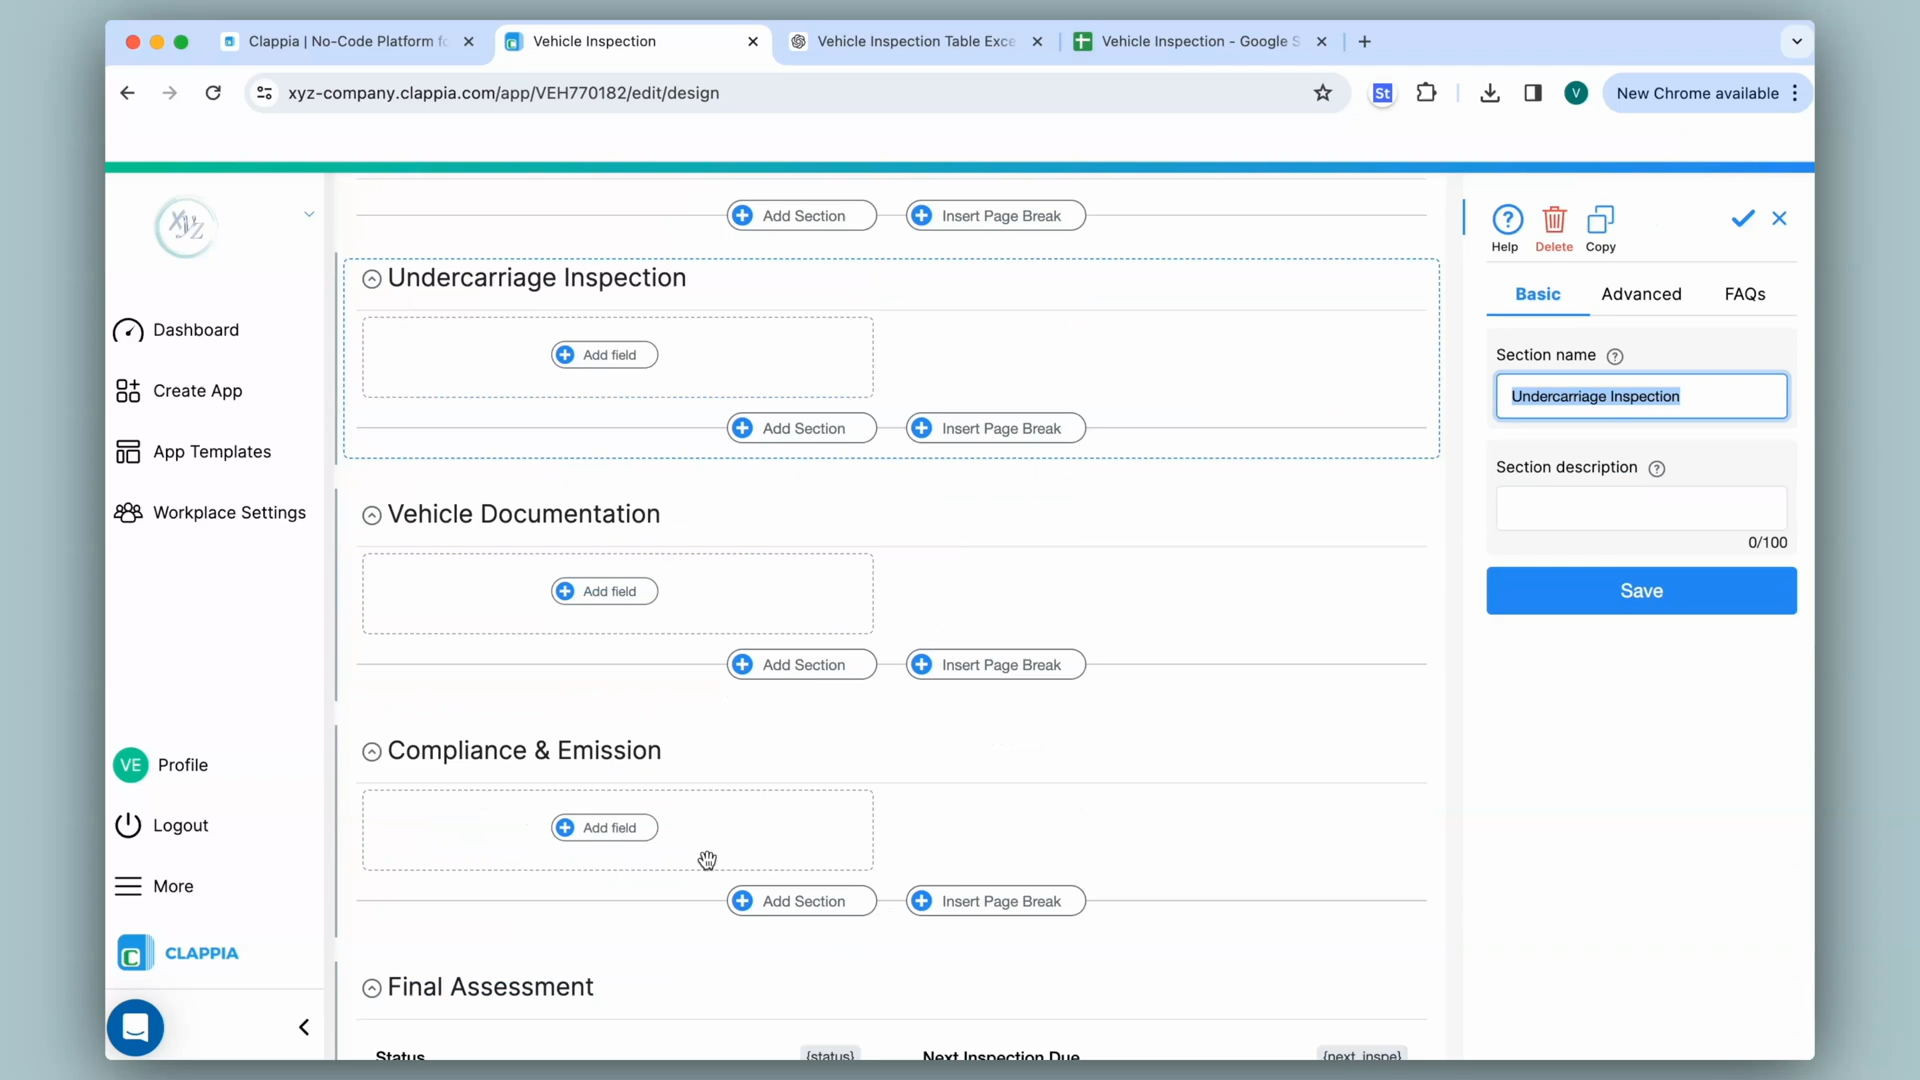 Clappia | No-Code Platform fo
Vehicle Inspection
Vehicle Inspection Table Exce
Vehicle Inspection - Google S
xyz-company.clappia.com/app/VEH770182/edit/design
St
V
New Chrome available
xyz
Dashboard
Create App
App Templates
Workplace Settings
VE Profile
Logout
More
CLAPPIA
Add Section
Insert Page Break
Undercarriage Inspection
Add field
Add Section
Insert Page Break
Vehicle Documentation
Add field
Add Section
Insert Page Break
Compliance & Emission
Add field
Add Section
Insert Page Break
Final Assessment
Status
{status}
Next Inspection Due
{next_inspe}
Help
Delete
Copy
Basic
Advanced
FAQs
Section name
Undercarriage Inspection
Section description
0/100
Save